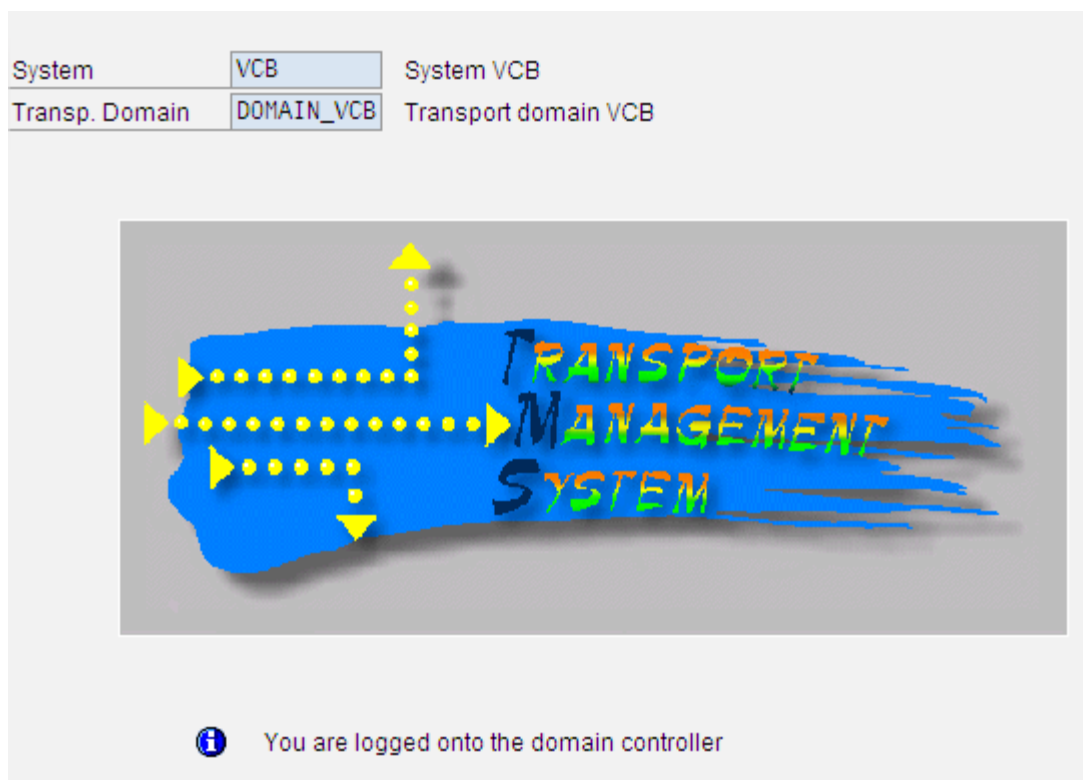 System VCB System VCB
Transp. Domain DOMAIN_VCB Transport domain VCB
TRANSPORT
MANAGEMENT
SYSTEM
You are logged onto the domain controller